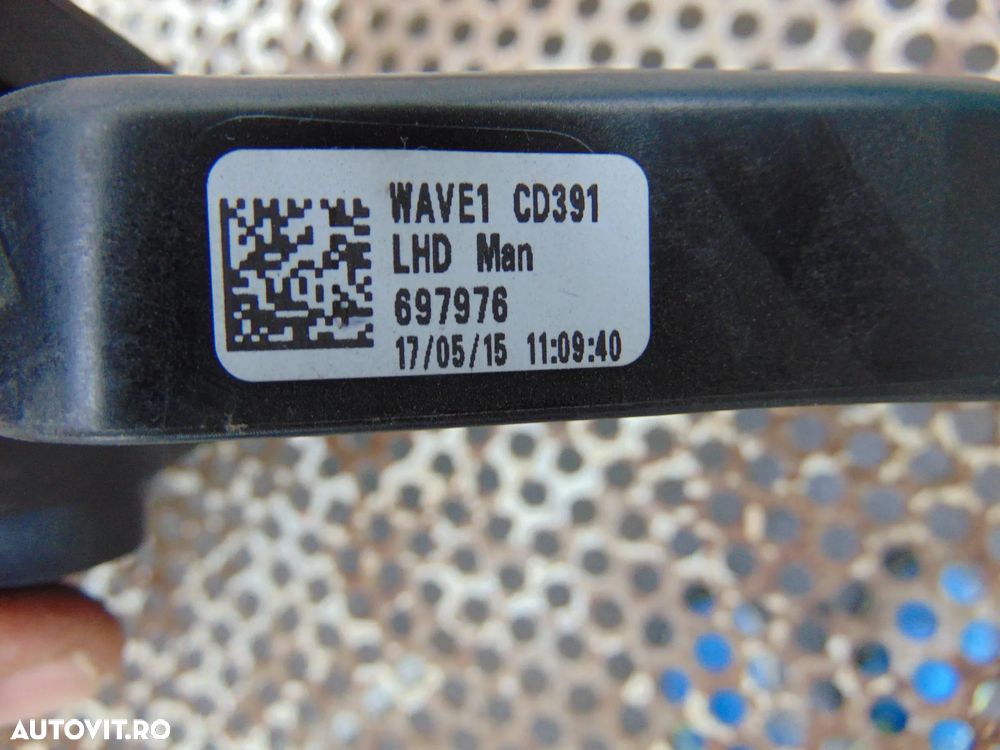 WAVE1 CD391
LHD Man
697976
17/05/15 11:09:40
AUTOVIT.RO